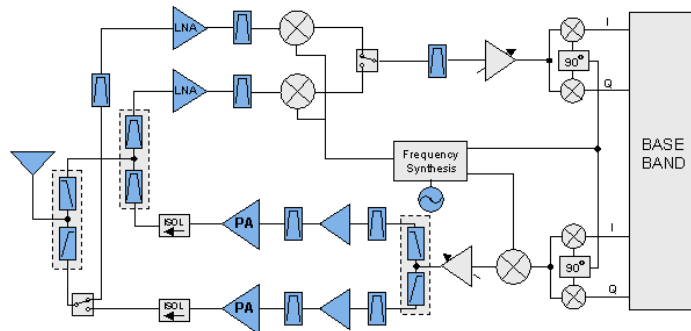 LNA
I
90°
LNA
Q
BASE
BAND
Frequency
Synthesis
ISOL
PA
I
90°
ISOL
PA
Q